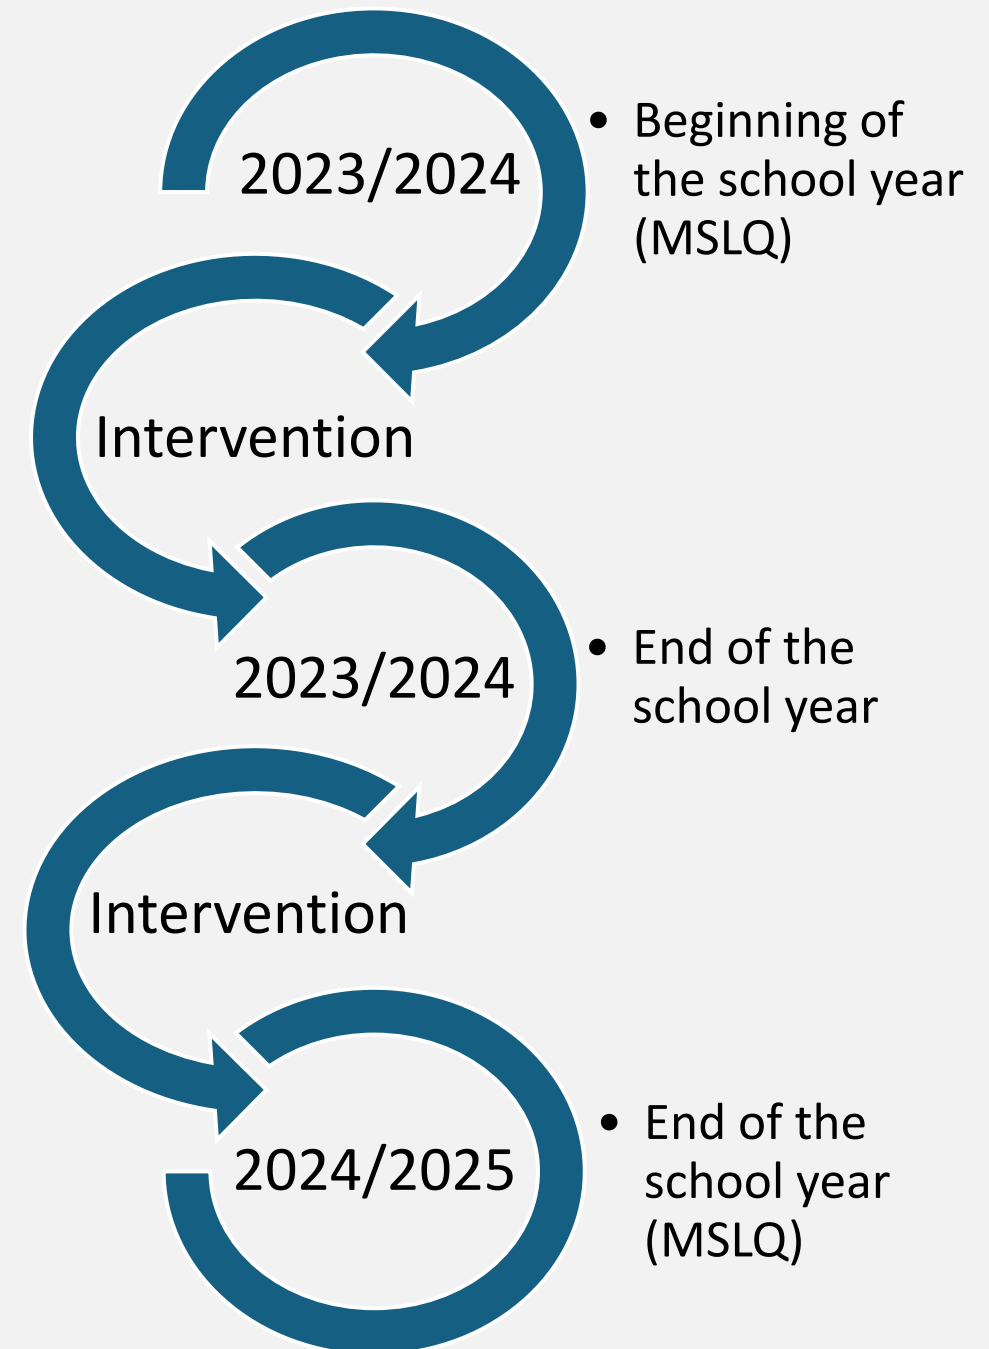 2023/2024
• Beginning of
the school year
(MSLQ)
Intervention
2023/2024
• End of the
school year
Intervention
2024/2025
• End of the
school year
(MSLQ)